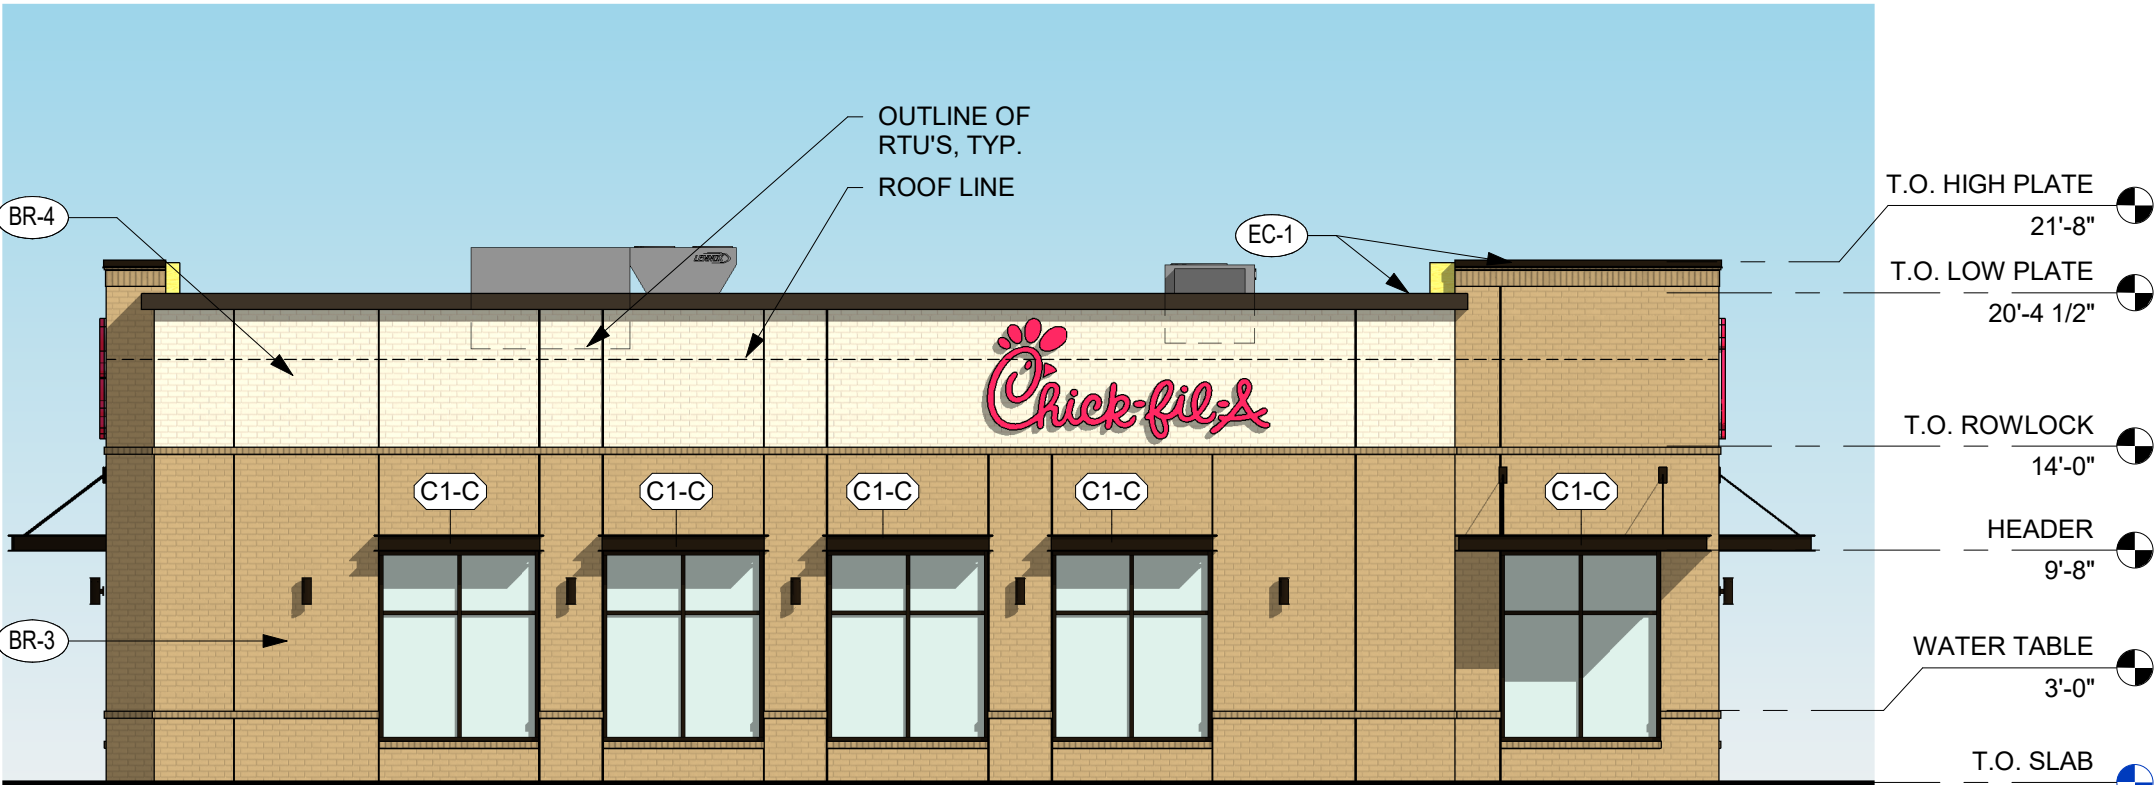 OUTLINE OF
RTU'S, TYP.
ROOF LINE
BR-4
EC-1
LENNOX
T.O. HIGH PLATE
21'-8"
T.O. LOW PLATE
20'-4 1/2"
Chick-fil-A
T.O. ROWLOCK
14'-0"
C1-C
C1-C
C1-C
C1-C
C1-C
HEADER
9'-8"
BR-3
WATER TABLE
3'-0"
T.O. SLAB